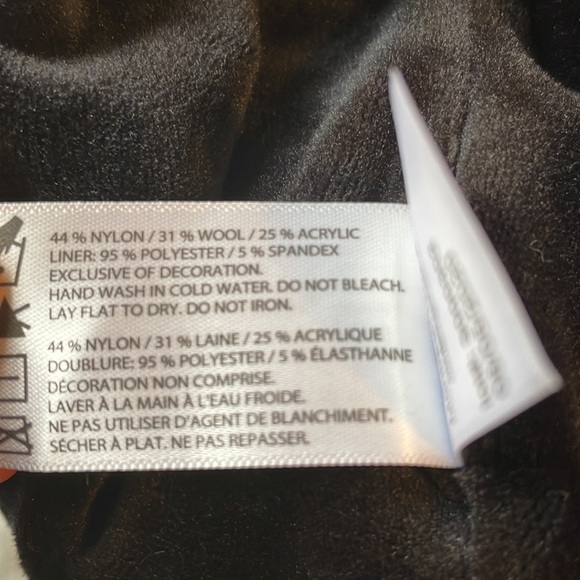 44 % NYLON / 31 % WOOL / 25 % ACRYLIC
LINER: 95 % POLYESTER / 5 % SPANDEX
EXCLUSIVE OF DECORATION.
HAND WASH IN COLD WATER. DO NOT BLEACH.
LAY FLAT TO DRY. DO NOT IRON.
44 % NYLON / 31 % LAINE / 25 % ACRYLIQUE
DOUBLURE: 95 % POLYESTER / 5 % ÉLASTHANNE
DÉCORATION NON COMPRISE.
LAVER À LA MAIN À L'EAU FROIDE.
NE PAS UTILISER D'AGENT DE BLANCHIMENT.
SÉCHER À PLAT. NE PAS REPASSER.